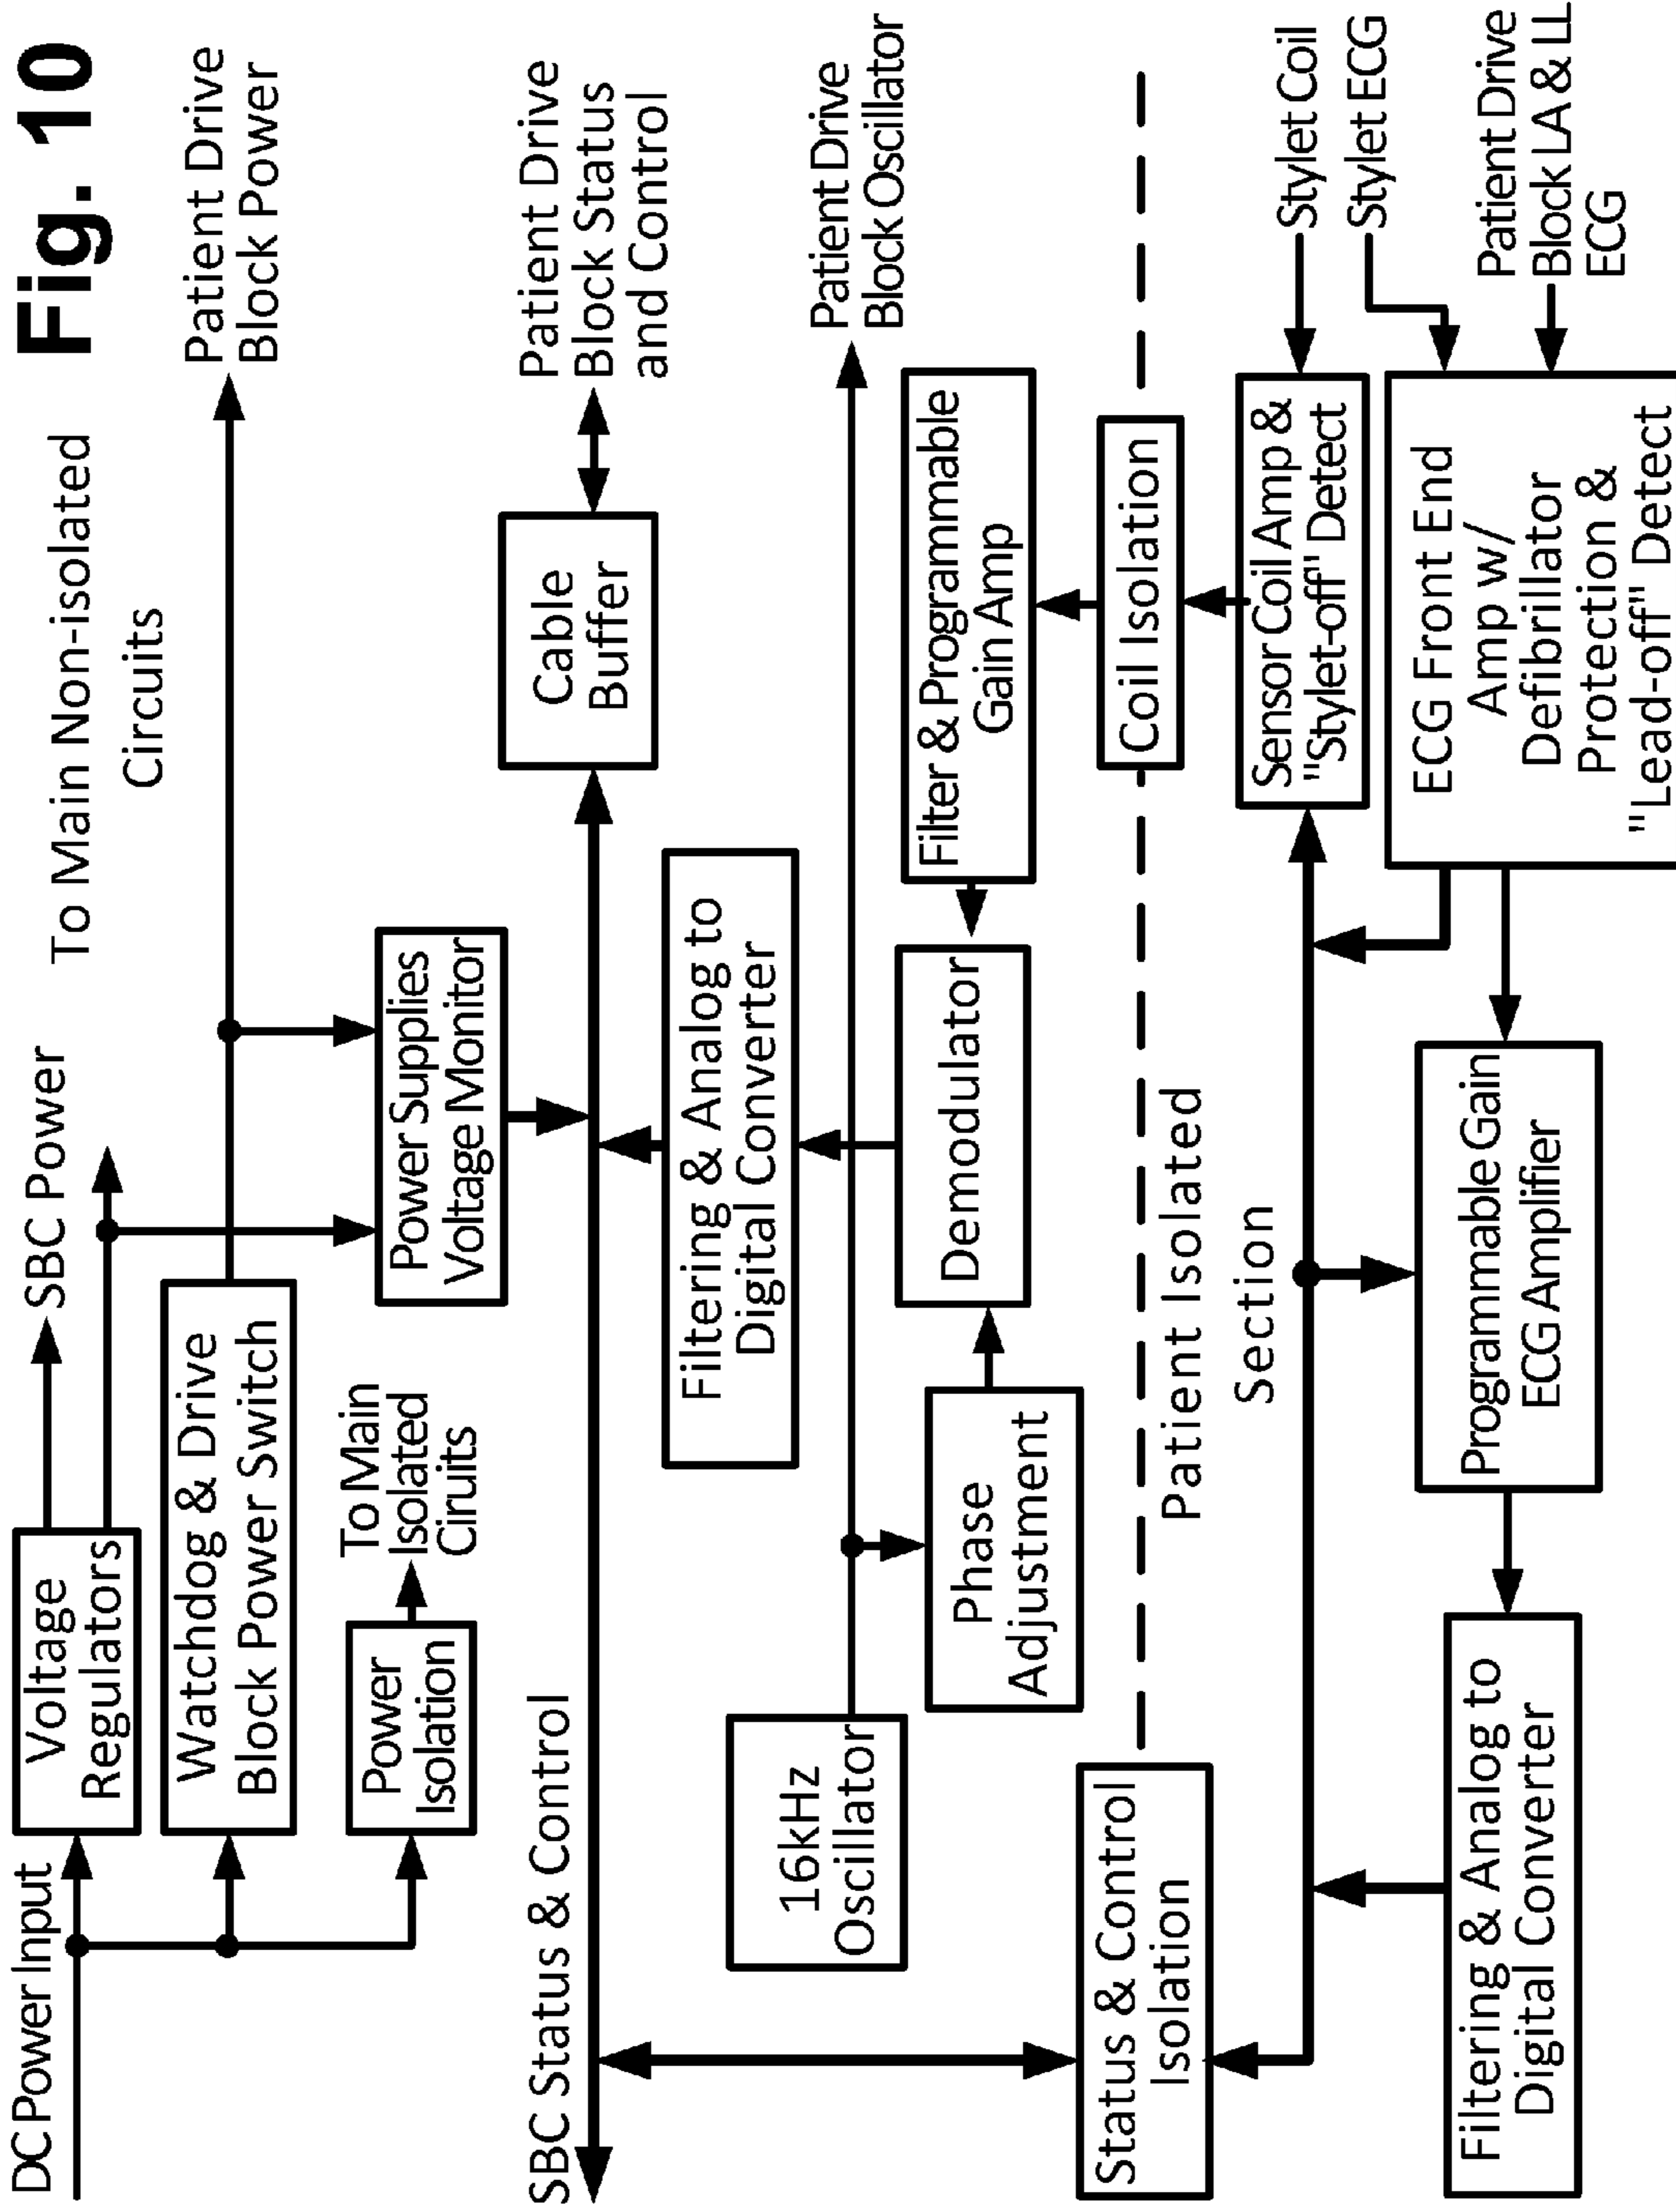 Fig. 10
DC Power Input
Voltage
Regulators
SBC Power
To Main Non-isolated
Circuits
Watchdog & Drive
Block Power Switch
Patient Drive
Block Power
Power
Isolation
To Main
Isolated
Ciruits
Power Supplies
Voltage Monitor
SBC Status & Control
Cable
Buffer
Patient Drive
Block Status
and Control
Filtering & Analog to
Digital Converter
16kHz
Oscillator
Patient Drive
Block Oscillator
Phase
Adjustment
Demodulator
Filter & Programmable
Gain Amp
Status & Control
Isolation
Patient Isolated
Section
Coil Isolation
Sensor Coil Amp &
"Stylet-off" Detect
Stylet Coil
Stylet ECG
Filtering & Analog to
Digital Converter
Programmable Gain
ECG Amplifier
ECG Front End
Amp w/
Defibrillator
Protection &
"Lead-off" Detect
Patient Drive
Block LA & LL
ECG